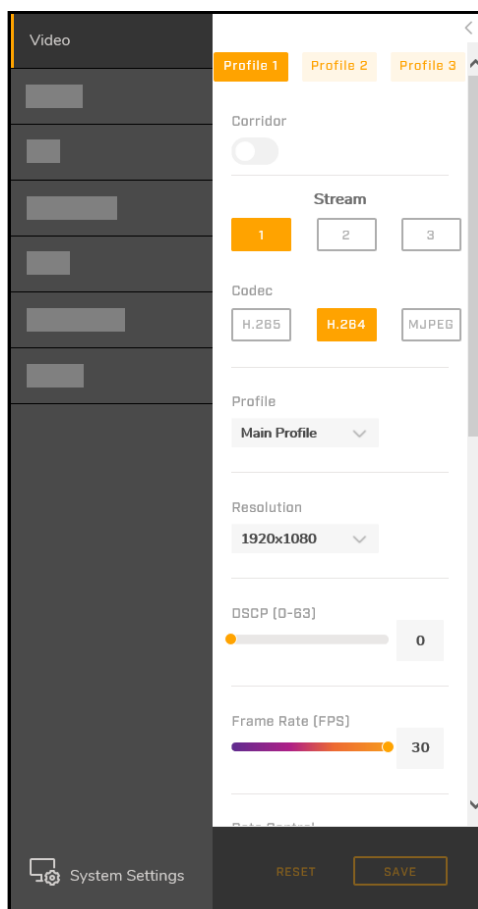 Video
Profile 1 Profile 2 Profile 3
Corridor
Stream
1 2 3
Codec
H.265 H.264 MJPEG
Profile
Main Profile
Resolution
1920x1080
DSCP (0-63)
0
Frame Rate (FPS)
30
System Settings
RESET SAVE